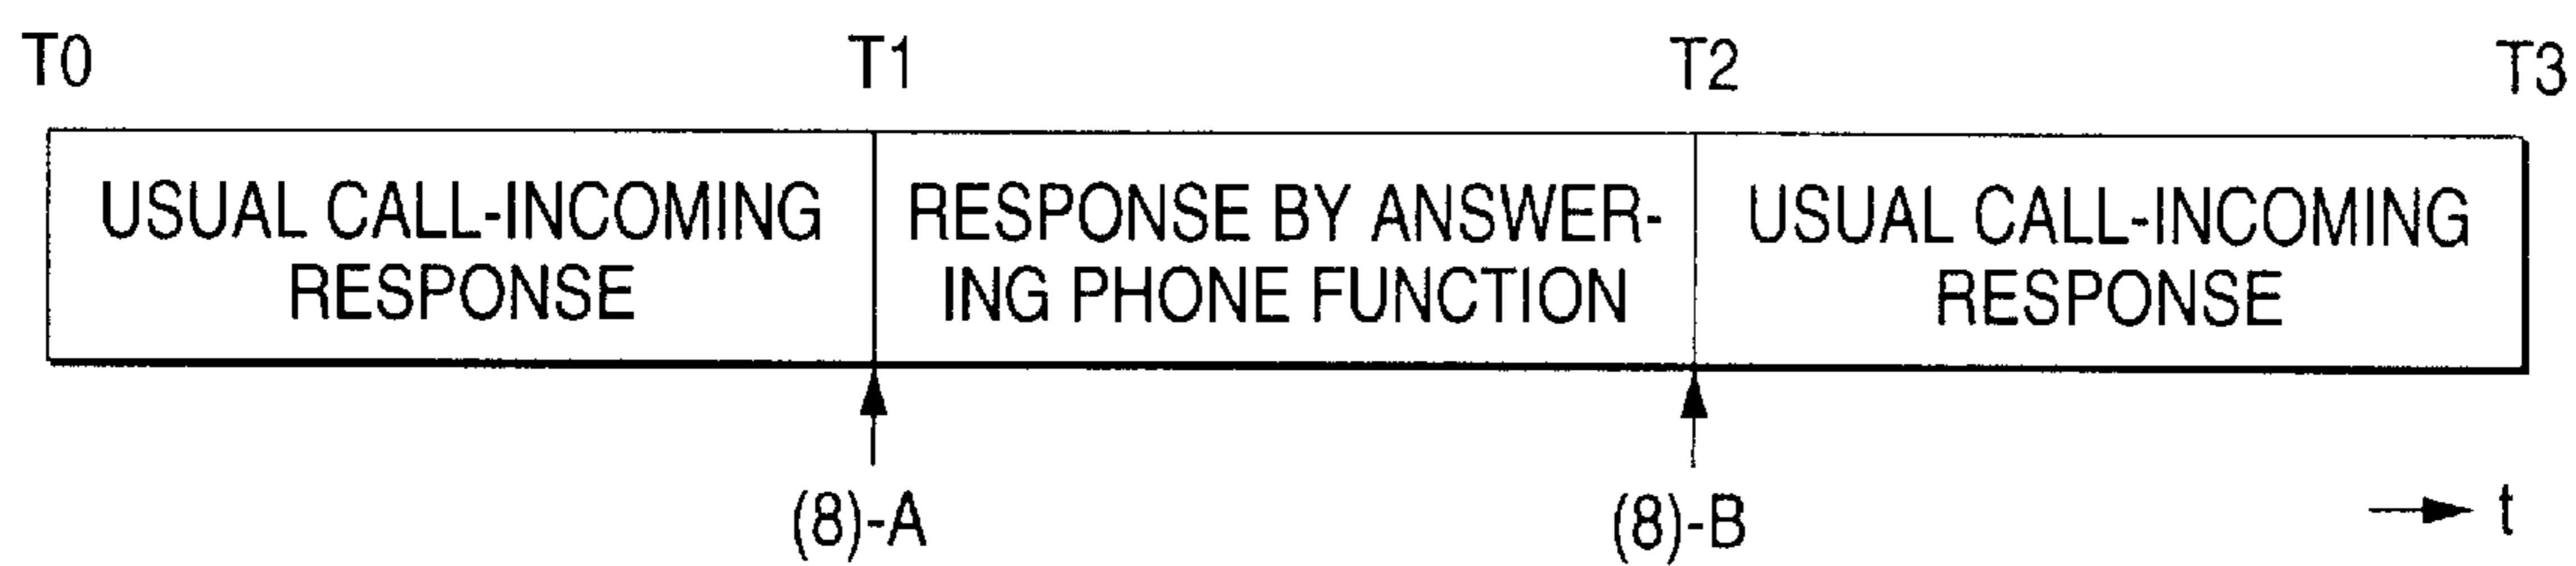 T0 T1 T2 T3
USUAL CALL-INCOMING
RESPONSE
RESPONSE BY ANSWER-
ING PHONE FUNCTION
USUAL CALL-INCOMING
RESPONSE
(8)-A (8)-B t